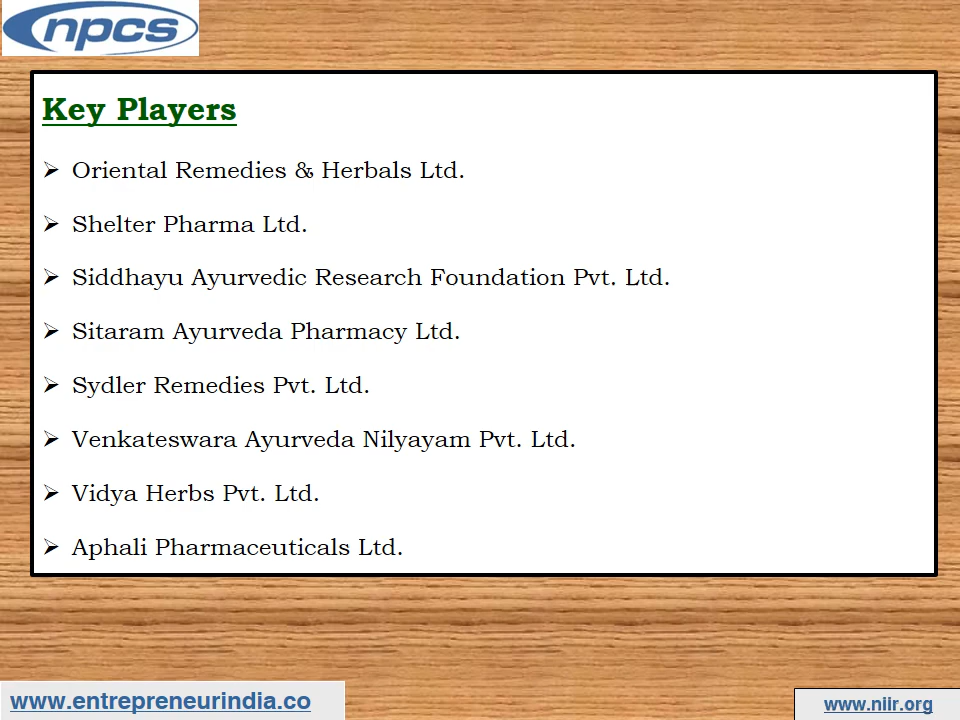 npcs
Key Players
➢ Oriental Remedies & Herbals Ltd.
➢ Shelter Pharma Ltd.
➢ Siddhayu Ayurvedic Research Foundation Pvt. Ltd.
➢ Sitaram Ayurveda Pharmacy Ltd.
➢ Sydler Remedies Pvt. Ltd.
➢ Venkateswara Ayurveda Nilyayam Pvt. Ltd.
➢ Vidya Herbs Pvt. Ltd.
➢ Aphali Pharmaceuticals Ltd.
www.entrepreneurindia.co
www.niir.org